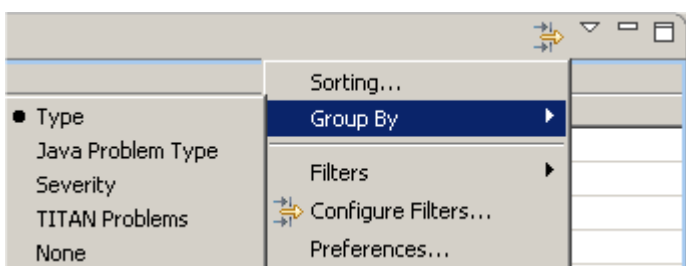 Sorting...
Group By
Type
Java Problem Type
Severity
TITAN Problems
None
Filters
Configure Filters...
Preferences...